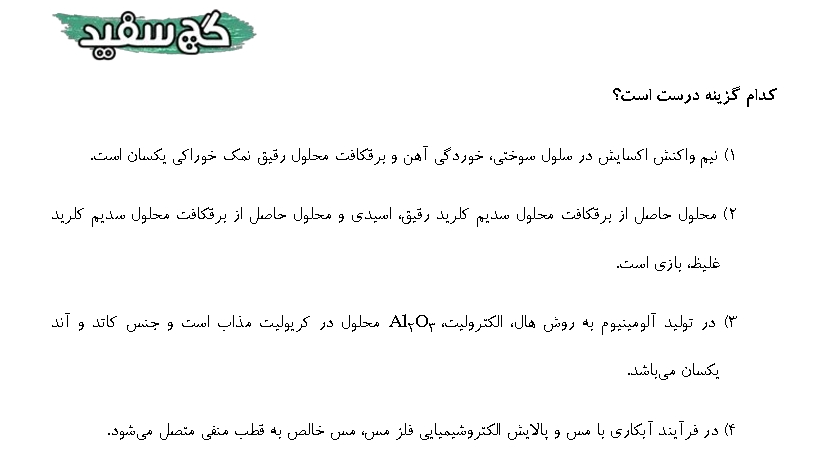 گچ سفید
کدام گزینه درست است؟
۱) نیم واکنش اکسایش در سلول سوختی، خوردگی آهن و برقکافت محلول رقیق نمک خوراکی یکسان است.
۲) محلول حاصل از برقکافت محلول سدیم کلرید رقیق، اسیدی و محلول حاصل از برقکافت محلول سدیم کلرید
غلیظ، بازی است.
۳) در تولید آلومینیوم به روش هال، الکترولیت، Al۲O۳ محلول در کریولیت مذاب است و جنس کاتد و آند
یکسان می‌باشد.
۴) در فرآیند آبکاری با مس و پالایش الکتروشیمیایی فلز مس، مس خالص به قطب منفی متصل می‌شود.